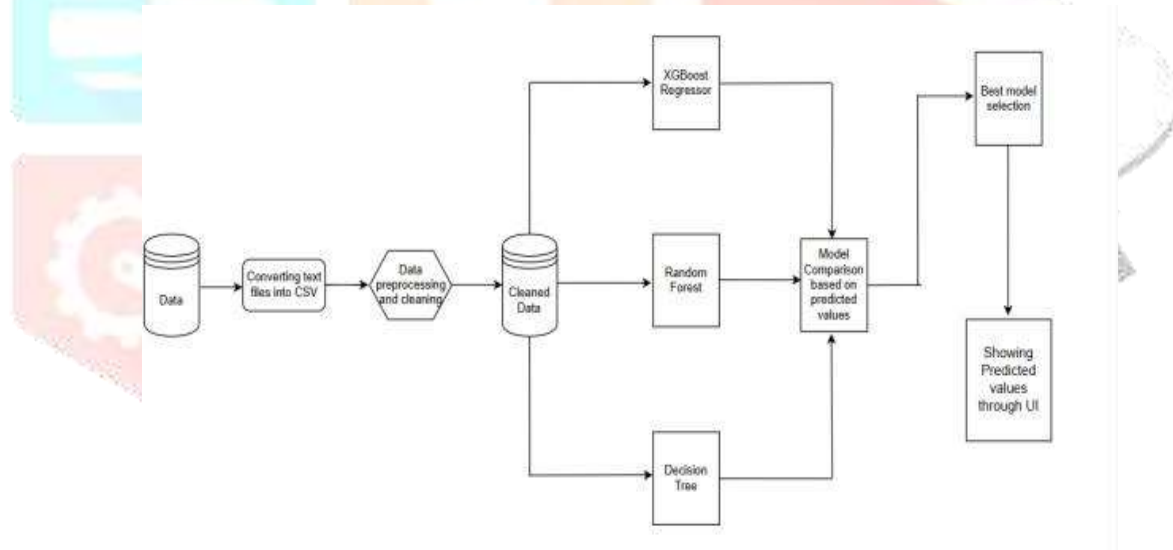 XGBoost
Regressor
Best model
selection
Data
Converting text
files into CSV
Data
preprocessing
and cleaning
Cleaned
Data
Random
Forest
Model
Comparison
based on
predicted
values
Showing
Predicted
values
through UI
Decision
Tree